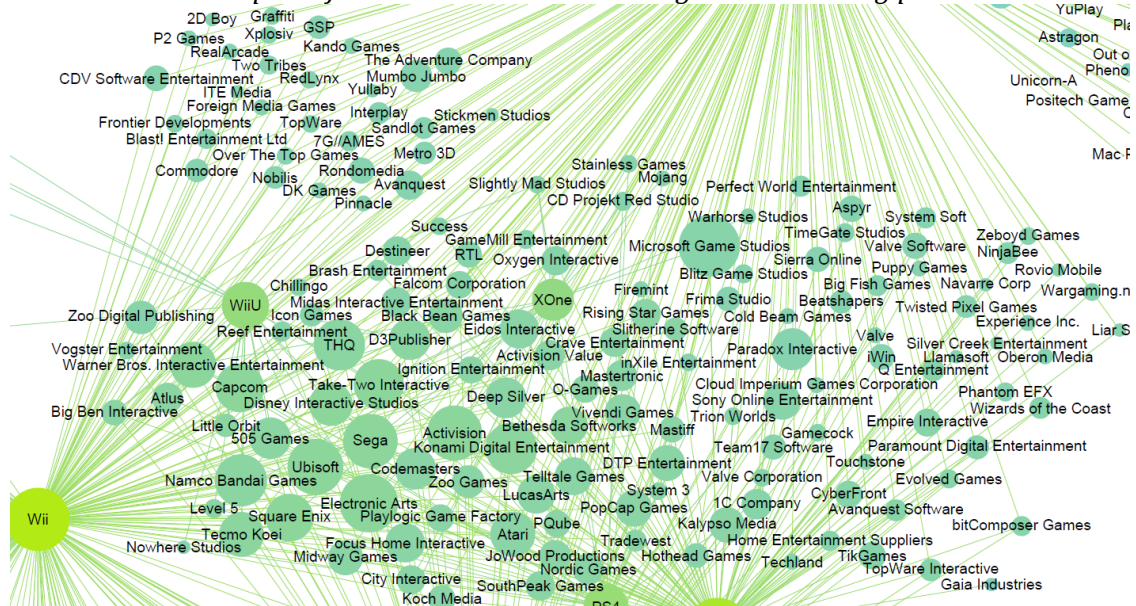 2D Boy
Graffiti
YuPlay
Xplosiv
GSP
P2 Games
Kando Games
Astragon
RealArcade
The Adventure Company
Out o
Two Tribes
CDV Software Entertainment
RedLynx
Mumbo Jumbo
Pheno
Unicorn-A
ITE Media
Yullaby
Foreign Media Games
Positech Game
Interplay
Stickmen Studios
Frontier Developments
TopWare
Sandlot Games
Blast! Entertainment Ltd
7G//AMES
Over The Top Games
Metro 3D
Mac
Commodore
Rondomedia
Stainless Games
Nobilis
Avanquest
Slightly Mad Studios
Mojang
Perfect World Entertainment
DK Games
Pinnacle
CD Projekt Red Studio
Aspyr
Warhorse Studios
System Soft
Success
TimeGate Studios
Zeboyd Games
GameMill Entertainment
Microsoft Game Studios
Valve Software
Destineer
RTL
NinjaBee
Oxygen Interactive
Sierra Online
Brash Entertainment
Blitz Game Studios
Puppy Games
Rovio Mobile
Chillingo
Falcon Corporation
Firemint
Big Fish Games
Navarre Corp
Wargaming.n
WiiU
Midas Interactive Entertainment
XOne
Frima Studio
Beatshapers
Twisted Pixel Games
Zoo Digital Publishing
Icon Games
Black Bean Games
Rising Star Games
Cold Beam Games
Experience Inc.
Reef Entertainment
Eidos Interactive
Slitherine Software
Liar S
THQ
D3Publisher
Crave Entertainment
Valve
Silver Creek Entertainment
Vogster Entertainment
Activision Value
Paradox Interactive
iWin
Llamasoft
Oberon Media
Warner Bros. Interactive Entertainment
Ignition Entertainment
inXile Entertainment
Q Entertainment
Mastertronic
Capcom
Take-Two Interactive
O-Games
Cloud Imperium Games Corporation
Phantom EFX
Atlus
Disney Interactive Studios
Deep Silver
Sony Online Entertainment
Wizards of the Coast
Big Ben Interactive
Vivendi Games
Trion Worlds
Little Orbit
Bethesda Softworks
Empire Interactive
505 Games
Sega
Activision
Mastiff
Gamecock
Konami Digital Entertainment
Team17 Software
Paramount Digital Entertainment
Ubisoft
Codemasters
DTP Entertainment
Touchstone
Namco Bandai Games
Zoo Games
Telltale Games
Valve Corporation
Evolved Games
System 3
CyberFront
Level 5
Electronic Arts
LucasArts
PopCap Games
1C Company
Avanquest Software
Wii
Square Enix
Playlogic Game Factory
PQube
Kalypso Media
bitComposer Games
Tecmo Koei
Atari
Tradewest
Home Entertainment Suppliers
Nowhere Studios
Focus Home Interactive
JoWood Productions
Hothead Games
TikGames
Midway Games
Nordic Games
Techland
TopWare Interactive
City Interactive
SouthPeak Games
Gaia Industries
Koch Media
PS4